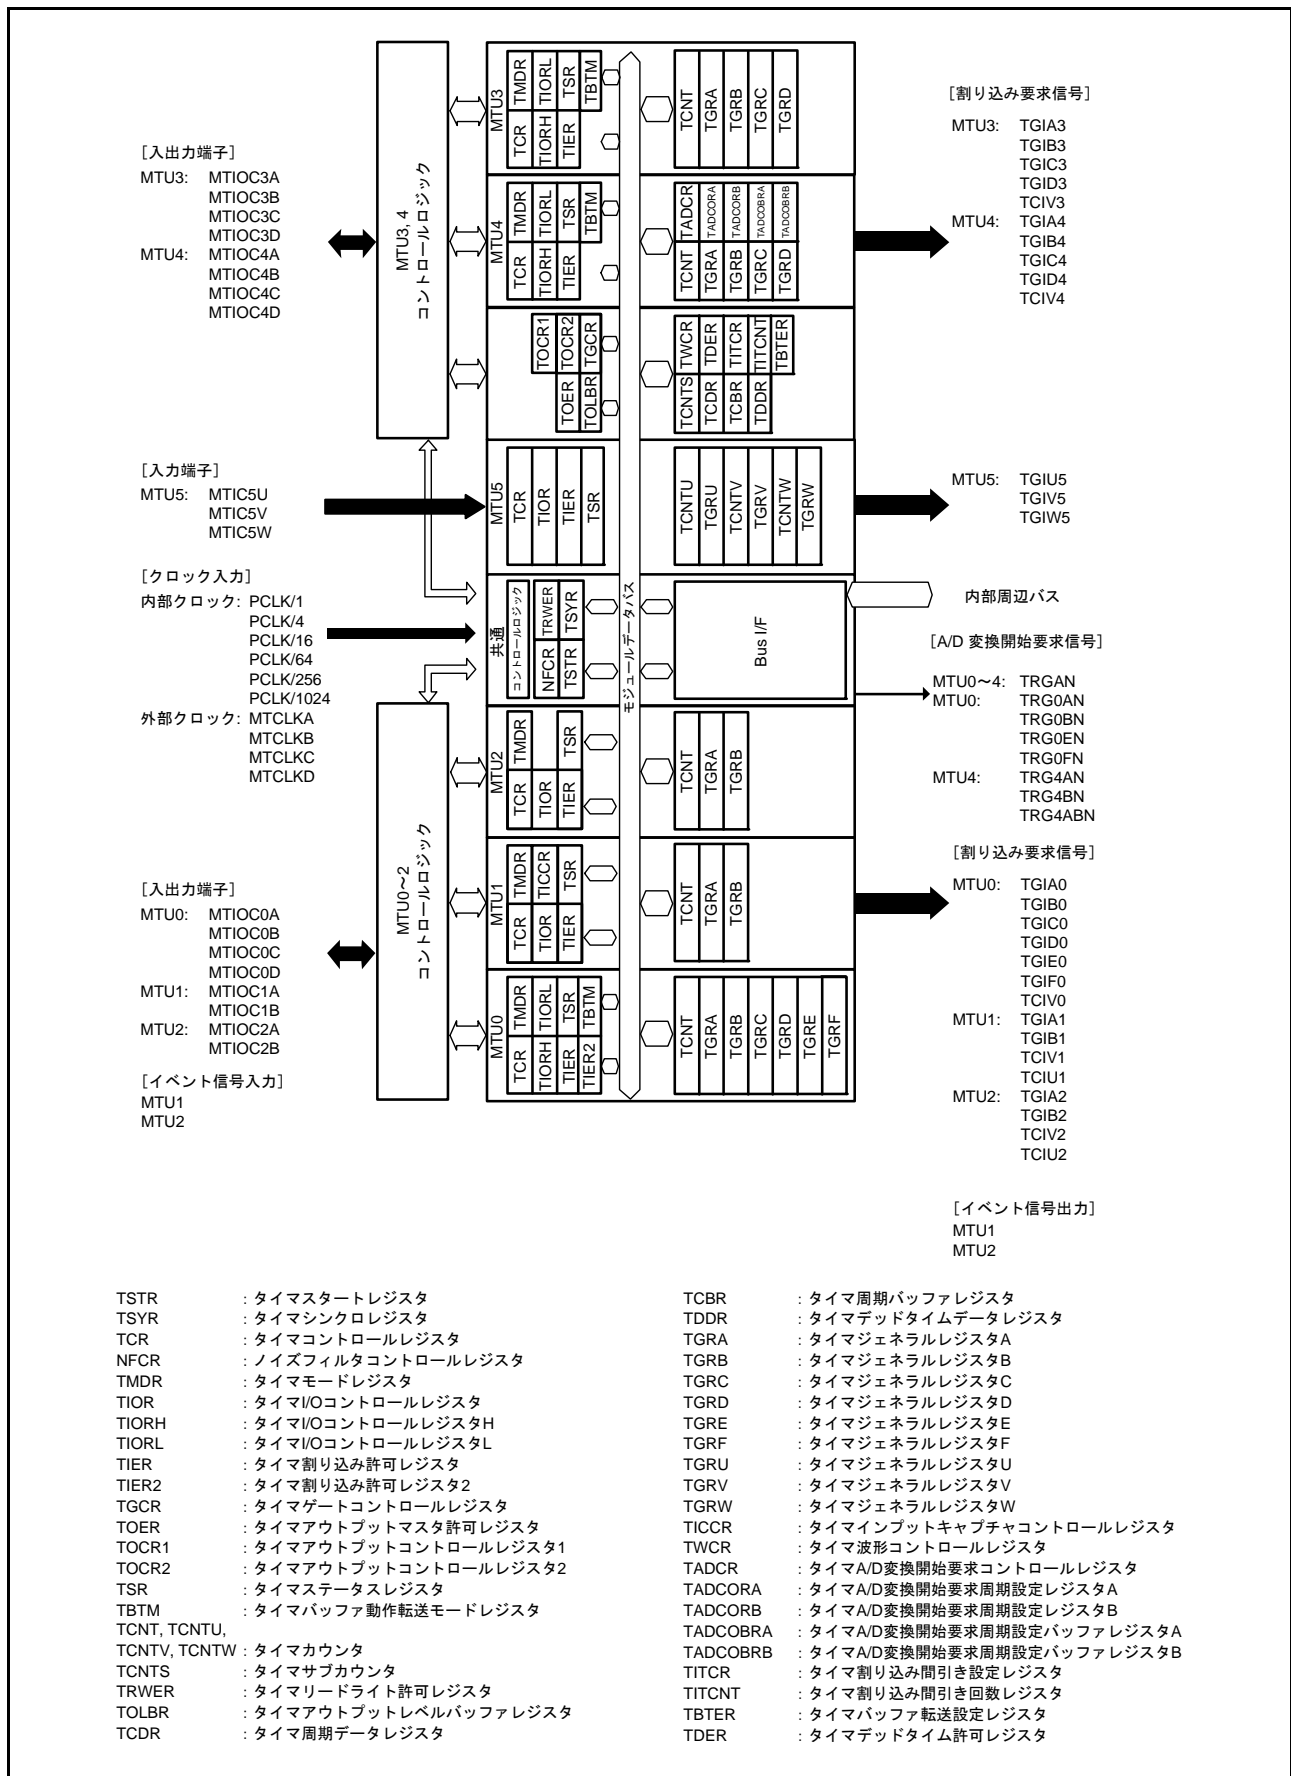 [入出力端子]
MTU3: MTIOC3A
MTIOC3B
MTIOC3C
MTIOC3D
MTU4: MTIOC4A
MTIOC4B
MTIOC4C
MTIOC4D
[入力端子]
MTU5: MTIC5U
MTIC5V
MTIC5W
[クロック入力]
内部クロック: PCLK/1
PCLK/4
PCLK/16
PCLK/64
PCLK/256
PCLK/1024
外部クロック: MTCLKA
MTCLKB
MTCLKC
MTCLKD
[入出力端子]
MTU0: MTIOC0A
MTIOC0B
MTIOC0C
MTIOC0D
MTU1: MTIOC1A
MTIOC1B
MTU2: MTIOC2A
MTIOC2B
[イベント信号入力]
MTU1
MTU2
MTU3, 4
コントロールロジック
MTU0～2
コントロールロジック
MTU3
TCR TMDR
TIORH TIORL
TIER TSR
TBTM
TCNT
TGRA
TGRB
TGRC
TGRD
MTU4
TCR TMDR
TIORH TIORL
TIER TSR
TBTM
TCNT TADCR
TGRA TADCORA
TGRB TADCORB
TGRC TADCOBRA
TGRD TADCOBRB
TOCR1
TOER TOCR2
TOLBR TGCR
TCNTS TWCR
TCDR TDER
TCBR TITCR
TDDR TITCNT
TBTER
MTU5
TCR
TIOR
TIER
TSR
TCNTU
TGRU
TCNTV
TGRV
TCNTW
TGRW
共通
コントロールロジック
NFCR TRWER
TSTR TSYR
モジュールデータバス
Bus I/F
MTU2
TCR TMDR
TIOR
TIER TSR
TCNT
TGRA
TGRB
MTU1
TCR TMDR
TIOR TICCR
TIER TSR
TCNT
TGRA
TGRB
MTU0
TCR TMDR
TIORH TIORL
TIER TSR
TIER2 TBTM
TCNT
TGRA
TGRB
TGRC
TGRD
TGRE
TGRF
[割り込み要求信号]
MTU3: TGIA3
TGIB3
TGIC3
TGID3
TCIV3
MTU4: TGIA4
TGIB4
TGIC4
TGID4
TCIV4
MTU5: TGIU5
TGIV5
TGIW5
内部周辺バス
[A/D 変換開始要求信号]
MTU0～4: TRGAN
MTU0: TRG0AN
TRG0BN
TRG0EN
TRG0FN
MTU4: TRG4AN
TRG4BN
TRG4ABN
[割り込み要求信号]
MTU0: TGIA0
TGIB0
TGIC0
TGID0
TGIE0
TGIF0
TCIV0
MTU1: TGIA1
TGIB1
TCIV1
TCIU1
MTU2: TGIA2
TGIB2
TCIV2
TCIU2
[イベント信号出力]
MTU1
MTU2
TSTR : タイマスタートレジスタ
TSYR : タイマシンクロレジスタ
TCR : タイマコントロールレジスタ
NFCR : ノイズフィルタコントロールレジスタ
TMDR : タイマモードレジスタ
TIOR : タイマI/Oコントロールレジスタ
TIORH : タイマI/OコントロールレジスタH
TIORL : タイマI/OコントロールレジスタL
TIER : タイマ割り込み許可レジスタ
TIER2 : タイマ割り込み許可レジスタ2
TGCR : タイマゲートコントロールレジスタ
TOER : タイマアウトプットマスタ許可レジスタ
TOCR1 : タイマアウトプットコントロールレジスタ1
TOCR2 : タイマアウトプットコントロールレジスタ2
TSR : タイマステータスレジスタ
TBTM : タイマバッファ動作転送モードレジスタ
TCNT, TCNTU,
TCNTV, TCNTW : タイマカウンタ
TCNTS : タイマサブカウンタ
TRWER : タイマリードライト許可レジスタ
TOLBR : タイマアウトプットレベルバッファレジスタ
TCDR : タイマ周期データレジスタ
TCBR : タイマ周期バッファレジスタ
TDDR : タイマデッドタイムデータレジスタ
TGRA : タイマジェネラルレジスタA
TGRB : タイマジェネラルレジスタB
TGRC : タイマジェネラルレジスタC
TGRD : タイマジェネラルレジスタD
TGRE : タイマジェネラルレジスタE
TGRF : タイマジェネラルレジスタF
TGRU : タイマジェネラルレジスタU
TGRV : タイマジェネラルレジスタV
TGRW : タイマジェネラルレジスタW
TICCR : タイマインプットキャプチャコントロールレジスタ
TWCR : タイマ波形コントロールレジスタ
TADCR : タイマA/D変換開始要求コントロールレジスタ
TADCORA : タイマA/D変換開始要求周期設定レジスタA
TADCORB : タイマA/D変換開始要求周期設定レジスタB
TADCOBRA : タイマA/D変換開始要求周期設定バッファレジスタA
TADCOBRB : タイマA/D変換開始要求周期設定バッファレジスタB
TITCR : タイマ割り込み間引き設定レジスタ
TITCNT : タイマ割り込み間引き回数レジスタ
TBTER : タイマバッファ転送設定レジスタ
TDER : タイマデッドタイム許可レジスタ